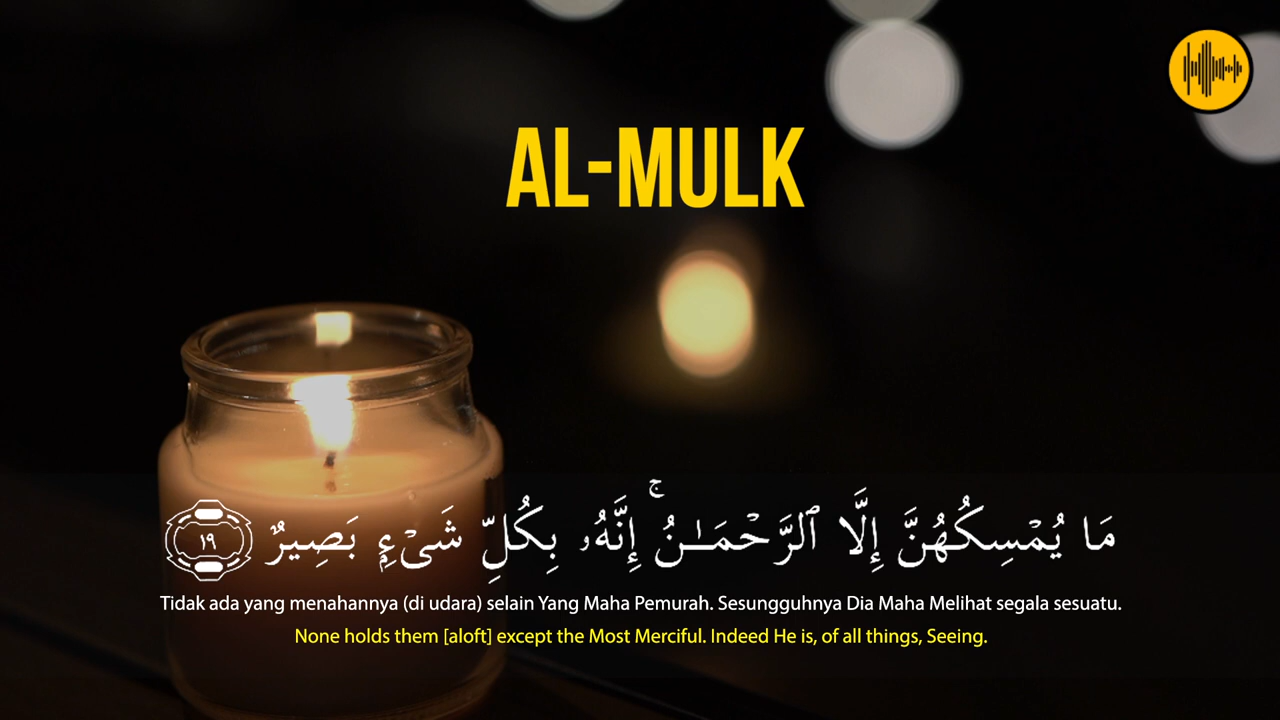 AL-MULK
مَا يُمْسِكُهُنَّ إِلَّا ٱلرَّحْمَـٰنُ ۚ إِنَّهُۥ بِكُلِّ شَىْءٍۭ بَصِيرٌ ١٩
Tidak ada yang menahannya (di udara) selain Yang Maha Pemurah. Sesungguhnya Dia Maha Melihat segala sesuatu.
None holds them [aloft] except the Most Merciful. Indeed He is, of all things, Seeing.